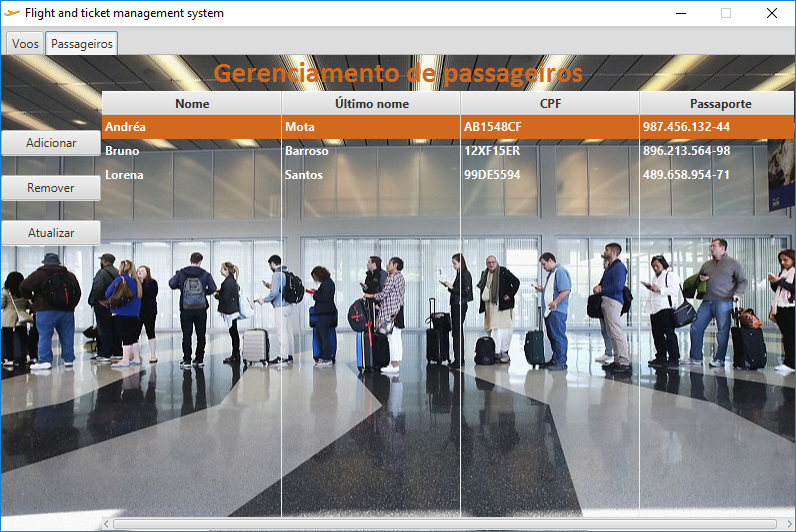 Flight and ticket management system
Voos Passageiros
Gerenciamento de passageiros
Nome Último nome CPF Passaporte
Andréa Mota AB1548CF 987.456.132-44
Adicionar
Bruno Barroso 12XF15ER 896.213.564-98
Lorena Santos 99DE5594 489.658.954-71
Remover
Atualizar